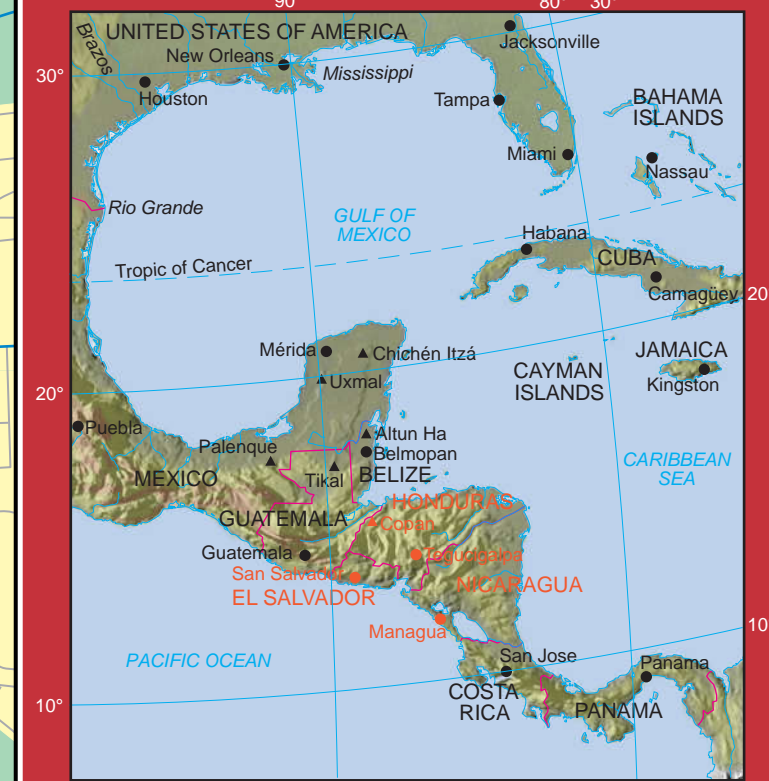 90°
80° 30°
Brazos
UNITED STATES OF AMERICA
New Orleans
Mississippi
Jacksonville
30°
Houston
Tampa
BAHAMA
ISLANDS
Miami
Nassau
Rio Grande
GULF OF
MEXICO
Habana
Tropic of Cancer
CUBA
Camagüey
20
Mérida
Chichén Itzá
JAMAICA
Uxmal
CAYMAN
ISLANDS
Kingston
20°
Puebla
Altun Ha
Palenque
Belmopan
CARIBBEAN
SEA
MEXICO
Tikal
BELIZE
HONDURAS
GUATEMALA
Copán
Guatemala
Tegucigalpa
San Salvador
NICARAGUA
EL SALVADOR
10
Managua
PACIFIC OCEAN
San Jose
Panama
COSTA
RICA
10°
PANAMA